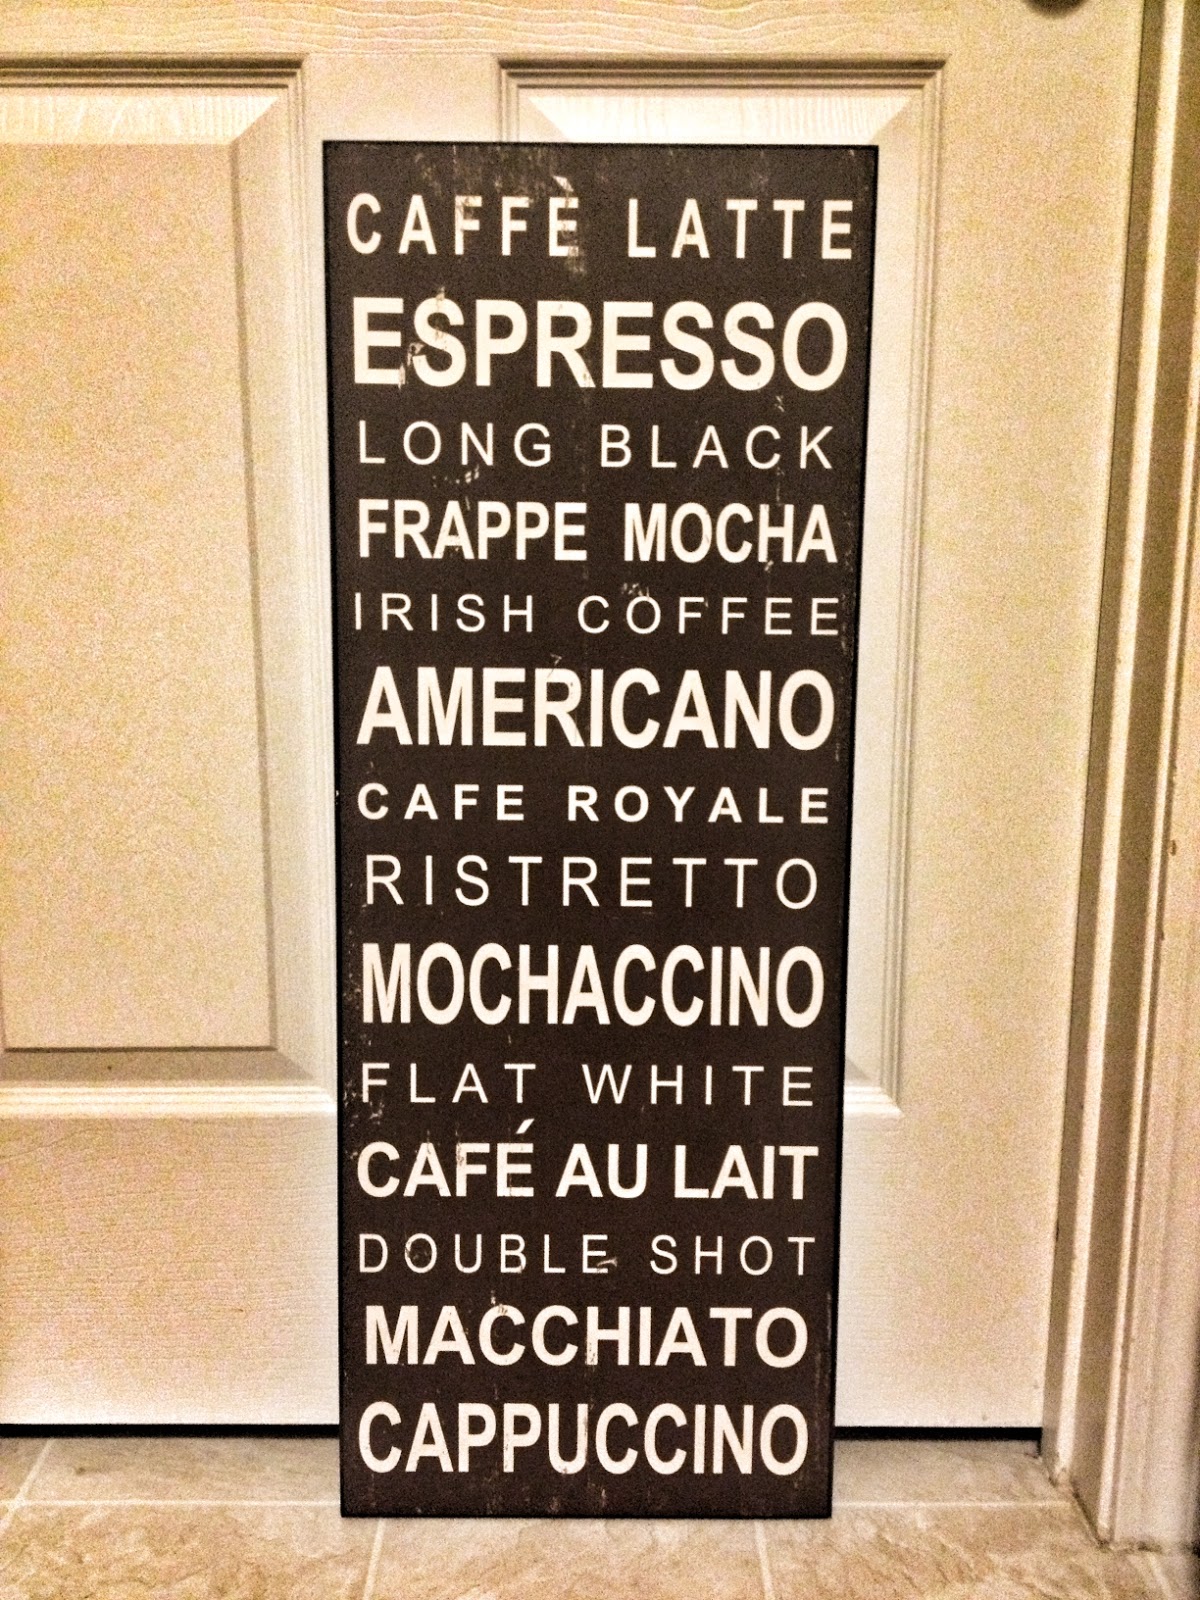 CAFFÈ LATTE
ESPRESSO
LONG BLACK
FRAPPE MOCHA
IRISH COFFEE
AMERICANO
CAFE ROYALE
RISTRETTO
MOCHACCINO
FLAT WHITE
CAFÉ AU LAIT
DOUBLE SHOT
MACCHIATO
CAPPUCCINO